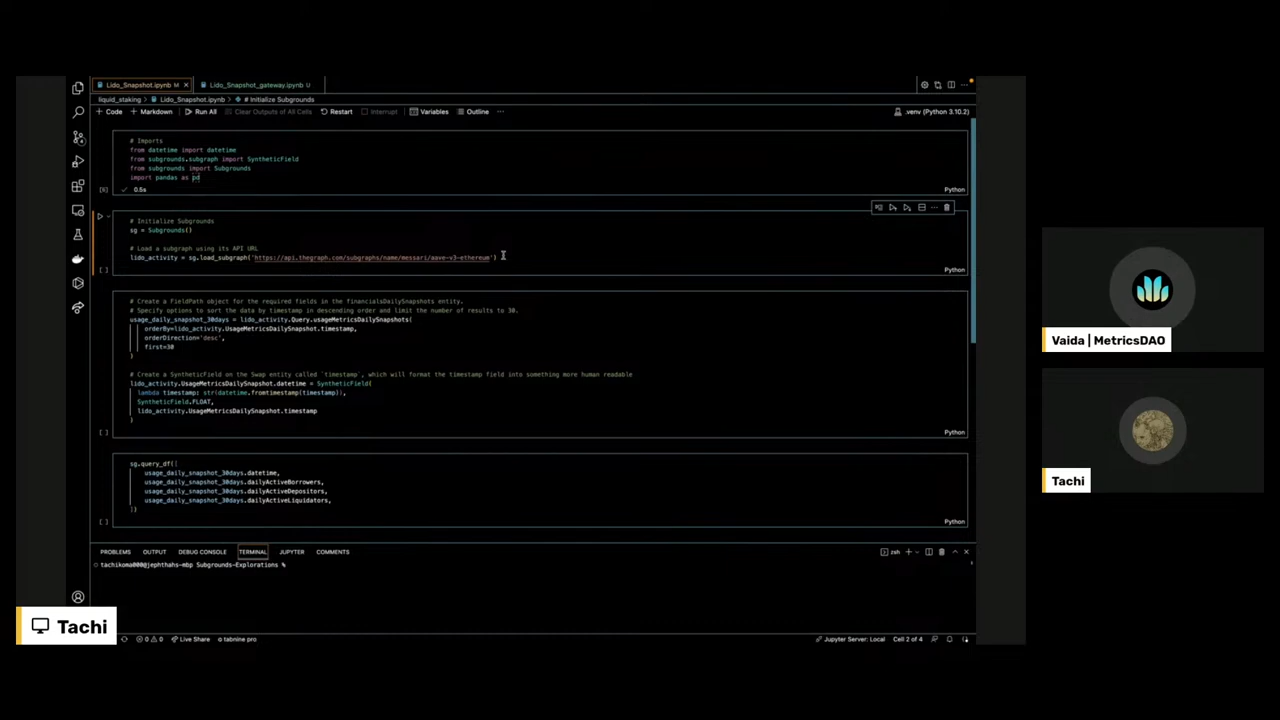 Lido_Snapshot.ipynb M
Lido_Snapshot_gateway.ipynb U
liquid_staking > Lido_Snapshot.ipynb > # Initialize Subgrounds
+ Code + Markdown Run All Clear Outputs of All Cells Restart Interrupt Variables Outline ...
.venv (Python 3.10.2)
# Imports
from datetime import datetime
from subgrounds.subgraph import SyntheticField
from subgrounds import Subgrounds
import pandas as pd
[6] 0.5s
Python
# Initialize Subgrounds
sg = Subgrounds()
# Load a subgraph using its API URL
lido_activity = sg.load_subgraph('https://api.thegraph.com/subgraphs/name/messari/aave-v3-ethereum')
[ ]
Python
# Create a FieldPath object for the required fields in the financialsDailySnapshots entity.
# Specify options to sort the data by timestamp in descending order and limit the number of results to 30.
usage_daily_snapshot_30days = lido_activity.Query.usageMetricsDailySnapshots(
orderBy=lido_activity.UsageMetricsDailySnapshot.timestamp,
orderDirection='desc',
first=30
)
# Create a SyntheticField on the Swap entity called `timestamp`, which will format the timestamp field into something more human readable
lido_activity.UsageMetricsDailySnapshot.datetime = SyntheticField(
lambda timestamp: str(datetime.fromtimestamp(timestamp)),
SyntheticField.FLOAT,
lido_activity.UsageMetricsDailySnapshot.timestamp
)
[ ]
Python
sg.query_df([
usage_daily_snapshot_30days.datetime,
usage_daily_snapshot_30days.dailyActiveBorrowers,
usage_daily_snapshot_30days.dailyActiveDepositors,
usage_daily_snapshot_30days.dailyActiveLiquidators,
])
[ ]
Python
PROBLEMS OUTPUT DEBUG CONSOLE TERMINAL JUPYTER COMMENTS
zsh
tachikoma000@jephthahs-mbp Subgrounds-Explorations %
0 0 Live Share tabnine pro
Jupyter Server: Local Cell 2 of 4
Tachi
Vaida | MetricsDAO
Tachi